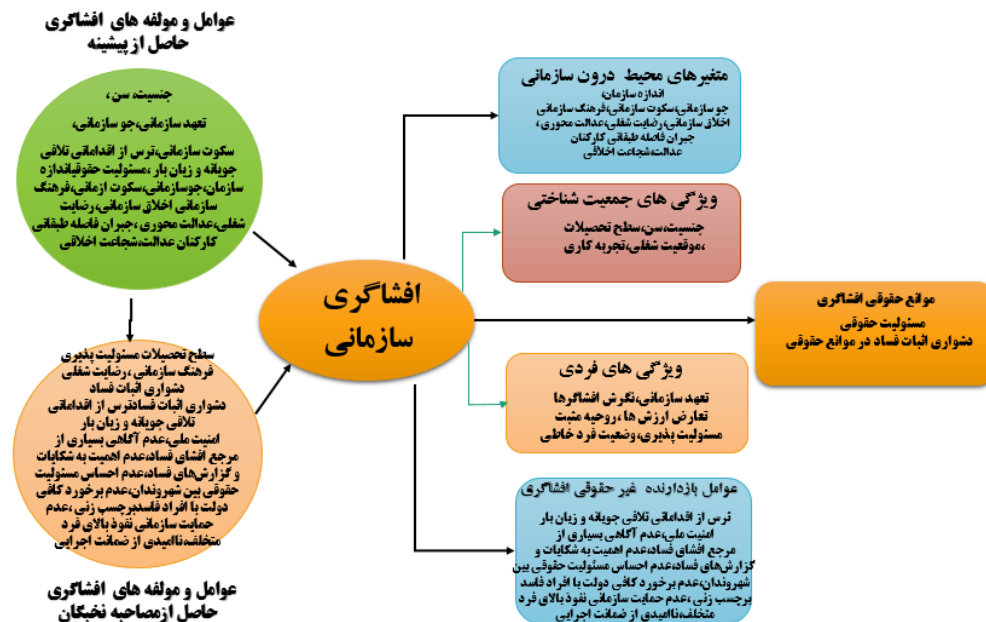 عوامل و مولفه های افشاگری
حاصل از پیشینه
جنسیت، سن ،
تعهد سازمانی،جو سازمانی،
سکوت سازمانی،ترس از اقداماتی تلافی
جویانه و زیان بار ،مسئولیت حقوقیاندازه
سازمان،جوسازمانی،سکوت ازمانی،فرهنگ
سازمانی اخلاق سازمانی،رضایت
شغلی،عدالت محوری ، جبران فاصله طبقاتی
کارکنان عدالت،شجاعت اخلاقی
سطح تحصیلات مسئولیت پذیری
فرهنگ سازمانی ، رضایت شغلی
دشواری اثبات فساد
دشواری اثبات فسادترس از اقداماتی
تلافی جویانه و زیان بار
امنیت ملی،عدم آگاهی بسیاری از
مرجع افشای فساد،عدم اهمیت به شکایات
و گزارش‌های فساد،عدم احساس مسئولیت
حقوقی بین شهروندان،عدم برخورد کافی
دولت با افراد فاسدبرچسب زنی ،عدم
حمایت سازمانی نفوذ بالای فرد
متخلف،ناامیدی از ضمانت اجرایی
عوامل و مولفه های افشاگری
حاصل ازمصاحبه نخبگان
افشاگری
سازمانی
متغیرهای محیط درون سازمانی
اندازه سازمان،
جو سازمانی،سکوت سازمانی،فرهنگ سازمانی
اخلاق سازمانی،رضایت شغلی،عدالت محوری ،
جبران فاصله طبقاتی کارکنان
عدالت،شجاعت اخلاقی
ویژگی های جمعیت شناختی
جنسیت،سن،سطح تحصیلات
،موقعیت شغلی،تجربه کاری
ویژگی های فردی
تعهد سازمانی،نگرش افشاگرها
تعارض ارزش ها ، روحیه مثبت
مسئولیت پذیری،وضعیت فرد خاطی
عوامل بازدارنده غیر حقوقی افشاگری
ترس از اقداماتی تلافی جویانه و زیان بار
امنیت ملی،عدم آگاهی بسیاری از
مرجع افشای فساد،عدم اهمیت به شکایات و
گزارش‌های فساد،عدم احساس مسئولیت حقوقی بین
شهروندان،عدم برخورد کافی دولت با افراد فاسد
برچسب زنی ،عدم حمایت سازمانی نفوذ بالای فرد
متخلف،ناامیدی از ضمانت اجرایی
موانع حقوقی افشاگری
مسئولیت حقوقی
دشواری اثبات فساد در موانع حقوقی